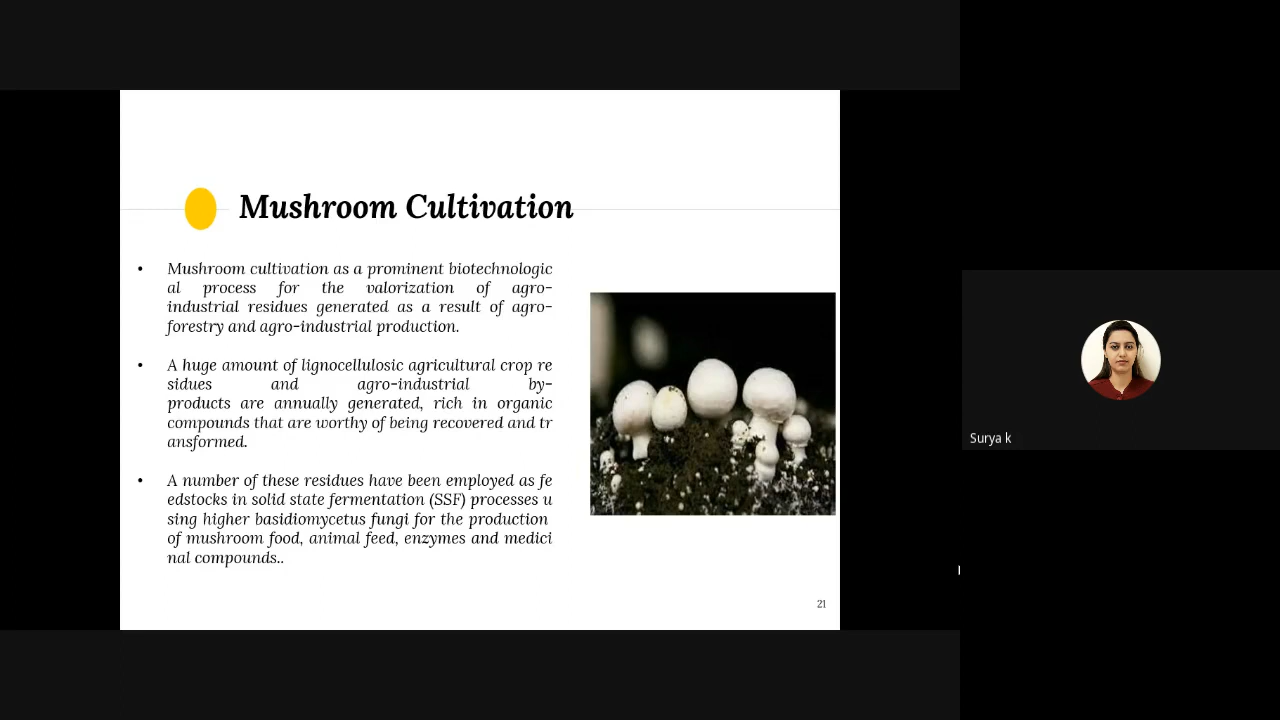 Mushroom Cultivation
• Mushroom cultivation as a prominent biotechnologic
al process for the valorization of agro-
industrial residues generated as a result of agro-
forestry and agro-industrial production.
• A huge amount of lignocellulosic agricultural crop re
sidues and agro-industrial by-
products are annually generated, rich in organic
compounds that are worthy of being recovered and tr
ansformed.
• A number of these residues have been employed as fe
edstocks in solid state fermentation (SSF) processes u
sing higher basidiomycetus fungi for the production
of mushroom food, animal feed, enzymes and medici
nal compounds..
21
Surya k